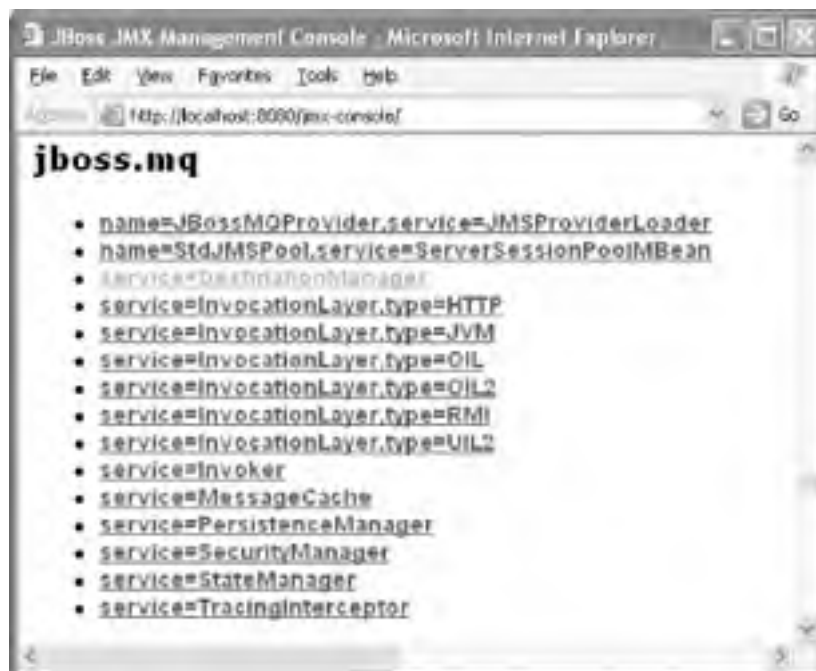 JBoss JMX Management Console - Microsoft Internet Explorer
File Edit View Favorites Tools Help
Address http://localhost:8080/jmx-console/ Go
jboss.mq
name=JBossMQProvider,service=JMSProviderLoader
name=StdJMSPool,service=ServerSessionPoolMBean
service=DestinationManager
service=InvocationLayer,type=HTTP
service=InvocationLayer,type=JVM
service=InvocationLayer,type=OIL
service=InvocationLayer,type=OIL2
service=InvocationLayer,type=RMI
service=InvocationLayer,type=UIL2
service=Invoker
service=MessageCache
service=PersistenceManager
service=SecurityManager
service=StateManager
service=TracingInterceptor